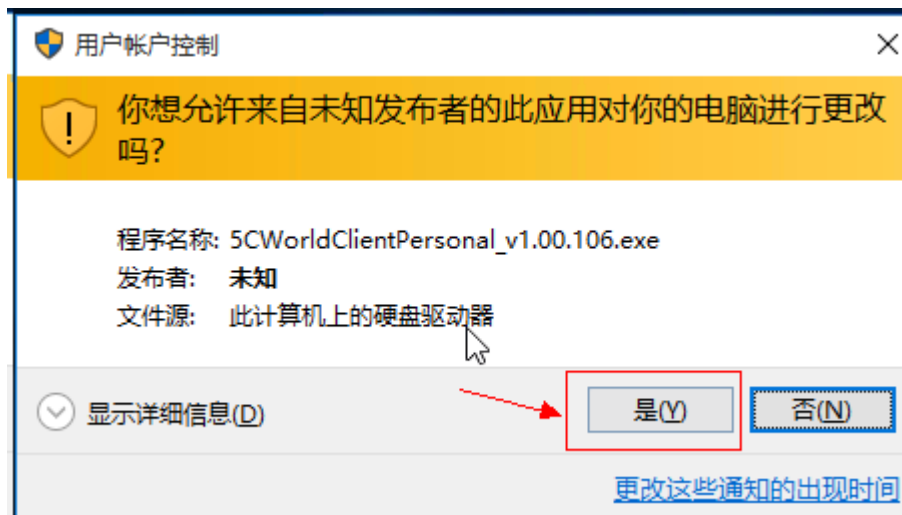 用户帐户控制
你想允许来自未知发布者的此应用对你的电脑进行更改
吗?
程序名称: 5CWorldClientPersonal_v1.00.106.exe
发布者: 未知
文件源: 此计算机上的硬盘驱动器
显示详细信息(D)
是(Y)
否(N)
更改这些通知的出现时间